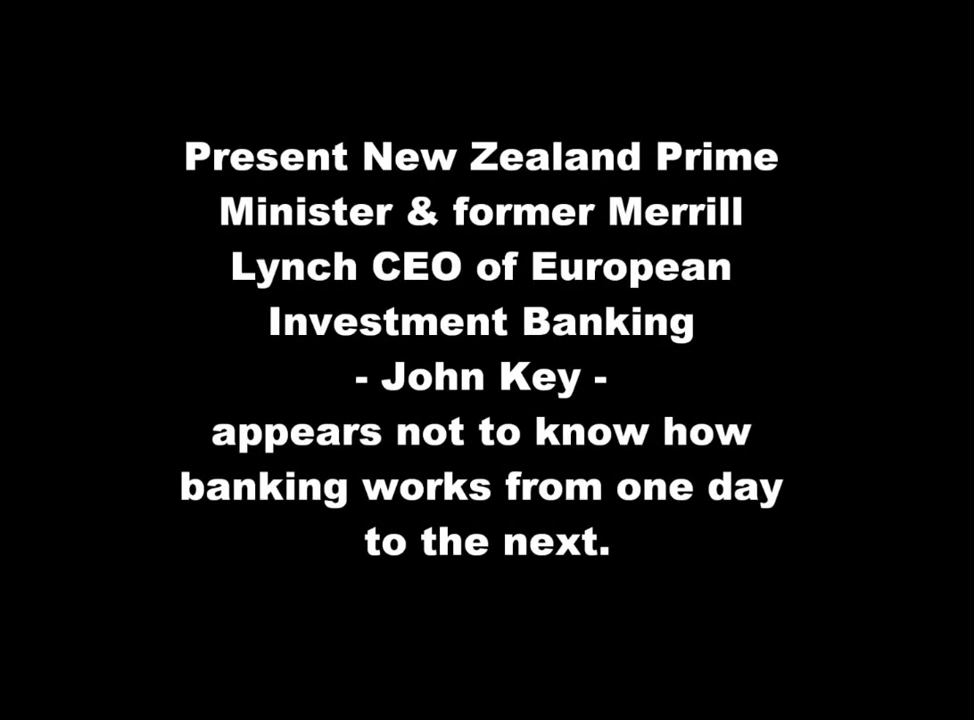 Present New Zealand Prime
Minister & former Merrill
Lynch CEO of European
Investment Banking
- John Key -
appears not to know how
banking works from one day
to the next.